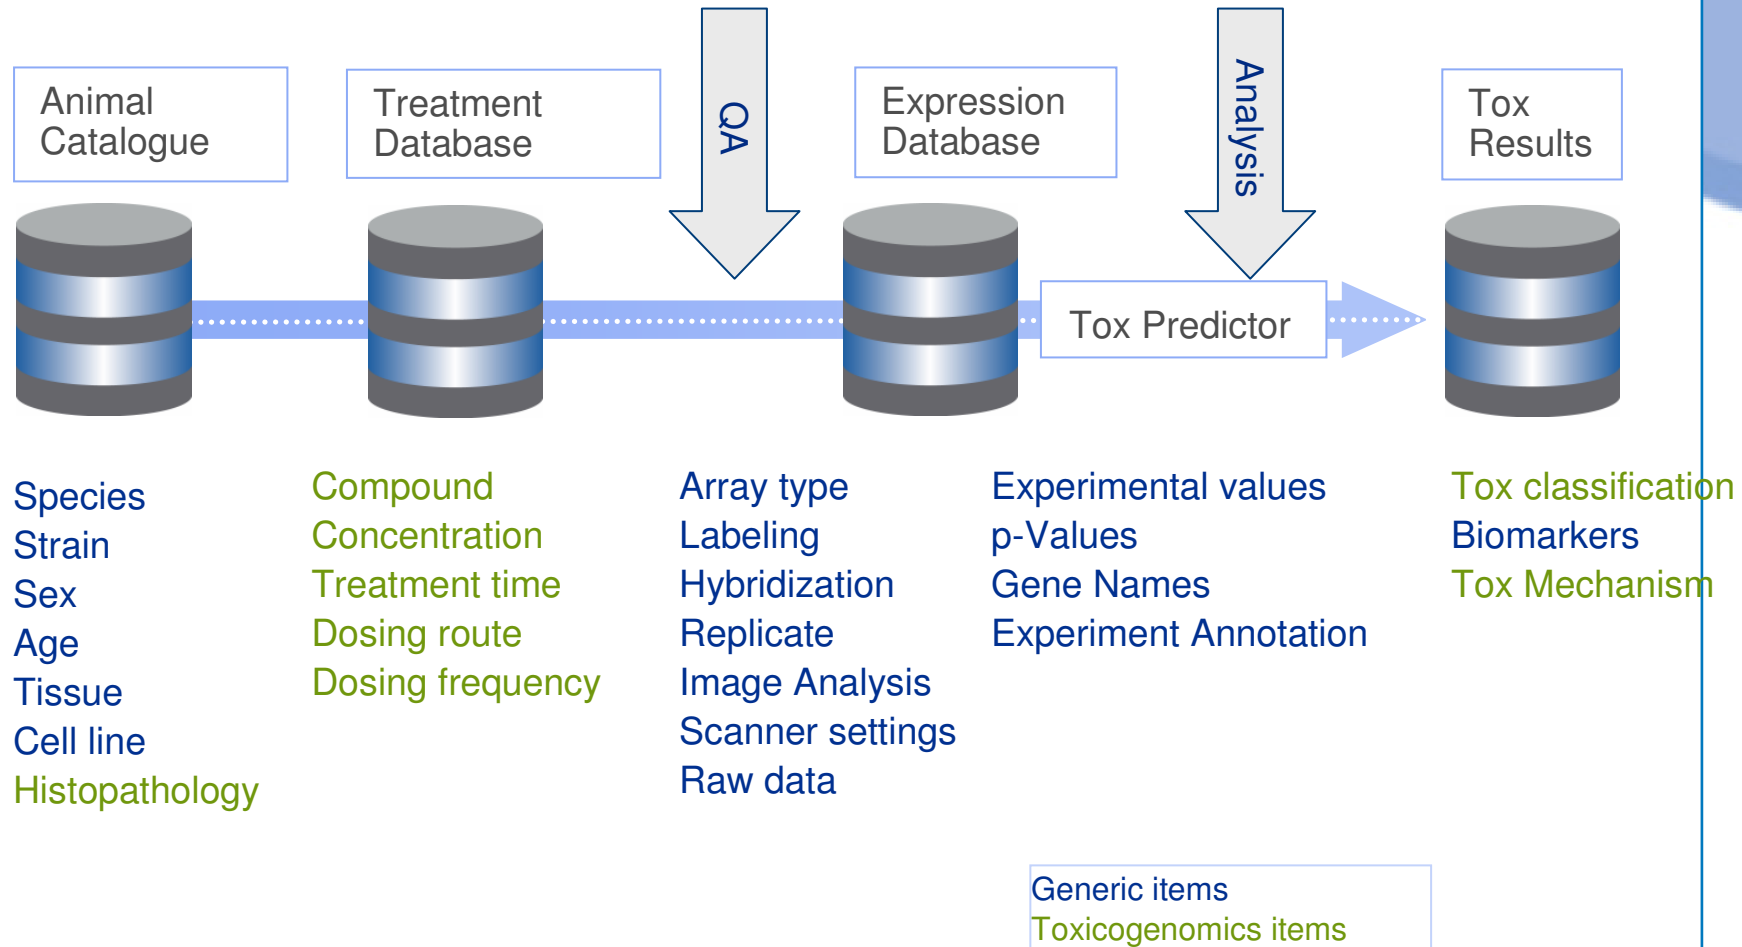 Animal
Catalogue
Treatment
Database
QA
Expression
Database
Analysis
Tox
Results
Tox Predictor
Species
Strain
Sex
Age
Tissue
Cell line
Histopathology
Compound
Concentration
Treatment time
Dosing route
Dosing frequency
Array type
Labeling
Hybridization
Replicate
Image Analysis
Scanner settings
Raw data
Experimental values
p-Values
Gene Names
Experiment Annotation
Tox classification
Biomarkers
Tox Mechanism
Generic items
Toxicogenomics items